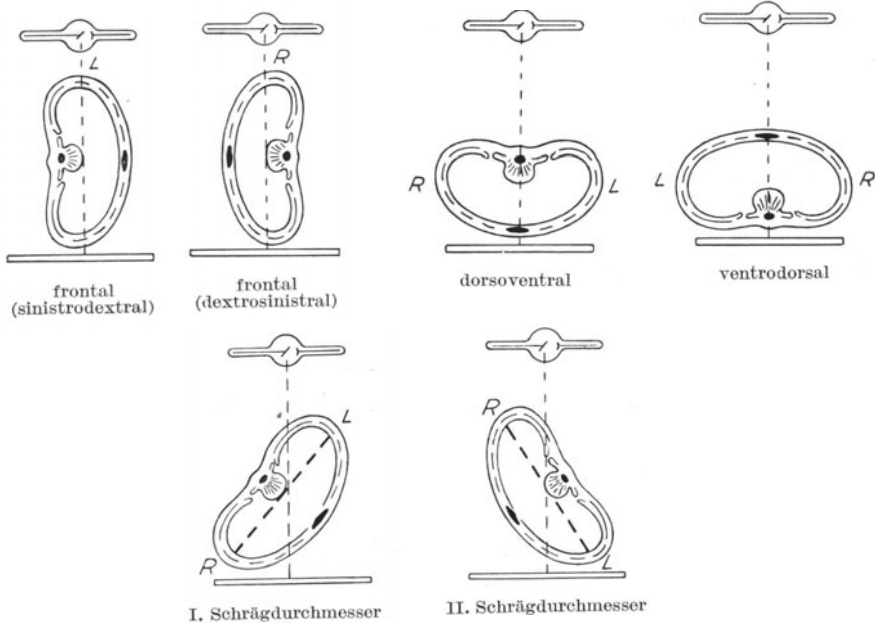 L
R
R
L
L
R
frontal
(sinistrodextral)
frontal
(dextrosinistral)
dorsoventral
ventrodorsal
L
R
R
L
I. Schrägdurchmesser
II. Schrägdurchmesser